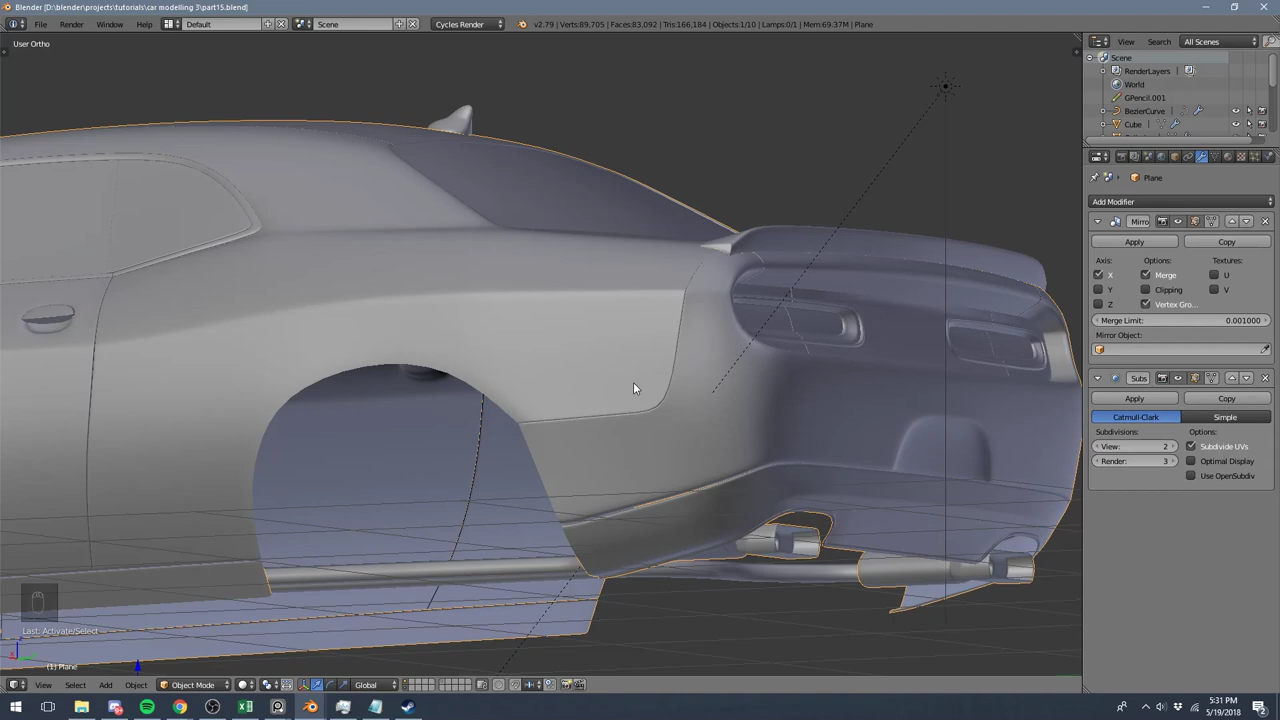 Blender [D:\blender\projects\tutorials\car modelling 3\part15.blend]
File Render Window Help Default Scene Cycles Render v2.79 | Verts:89,705 | Faces:83,092 | Tris:166,184 | Objects:1/10 | Lamps:0/1 | Mem:69.37M | Plane
User Ortho
View Search All Scenes
Scene
RenderLayers
World
GPencil.001
BezierCurve
Cube
Plane
Add Modifier
Mirro
Apply Copy
Axis: Options: Textures:
X Merge U
Y Clipping V
Z Vertex Gro...
Merge Limit: 0.001000
Mirror Object:
Subs
Apply Copy
Catmull-Clark Simple
Subdivisions: Options:
View: 2 Subdivide UVs
Render: 3 Optimal Display
Use OpenSubdiv
Last: Activate/Select
(1) Plane
View Select Add Object Object Mode Global
5:31 PM
5/19/2018